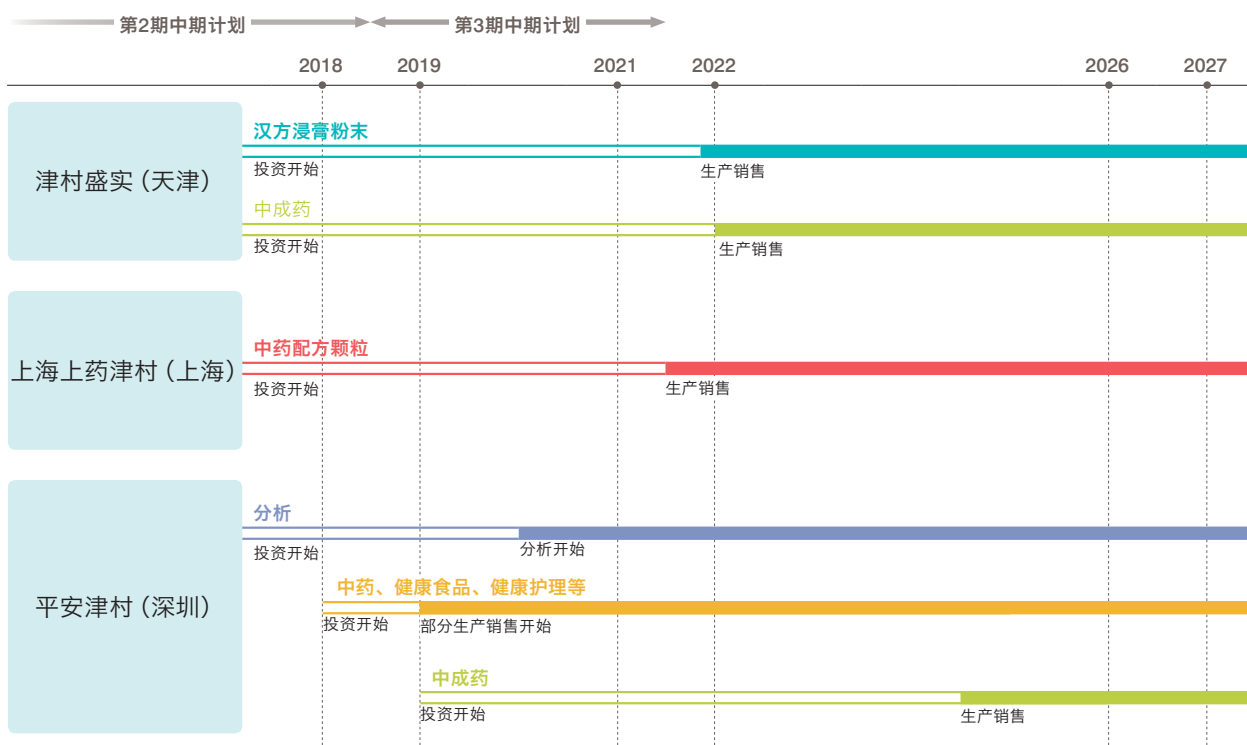 第2期中期计划
第3期中期计划
2018
2019
2021
2022
2026
2027
津村盛实（天津）
汉方浸膏粉末
投资开始
生产销售
中成药
投资开始
生产销售
上海上药津村（上海）
中药配方颗粒
投资开始
生产销售
平安津村（深圳）
分析
投资开始
分析开始
中药、健康食品、健康护理等
投资开始
部分生产销售开始
中成药
投资开始
生产销售